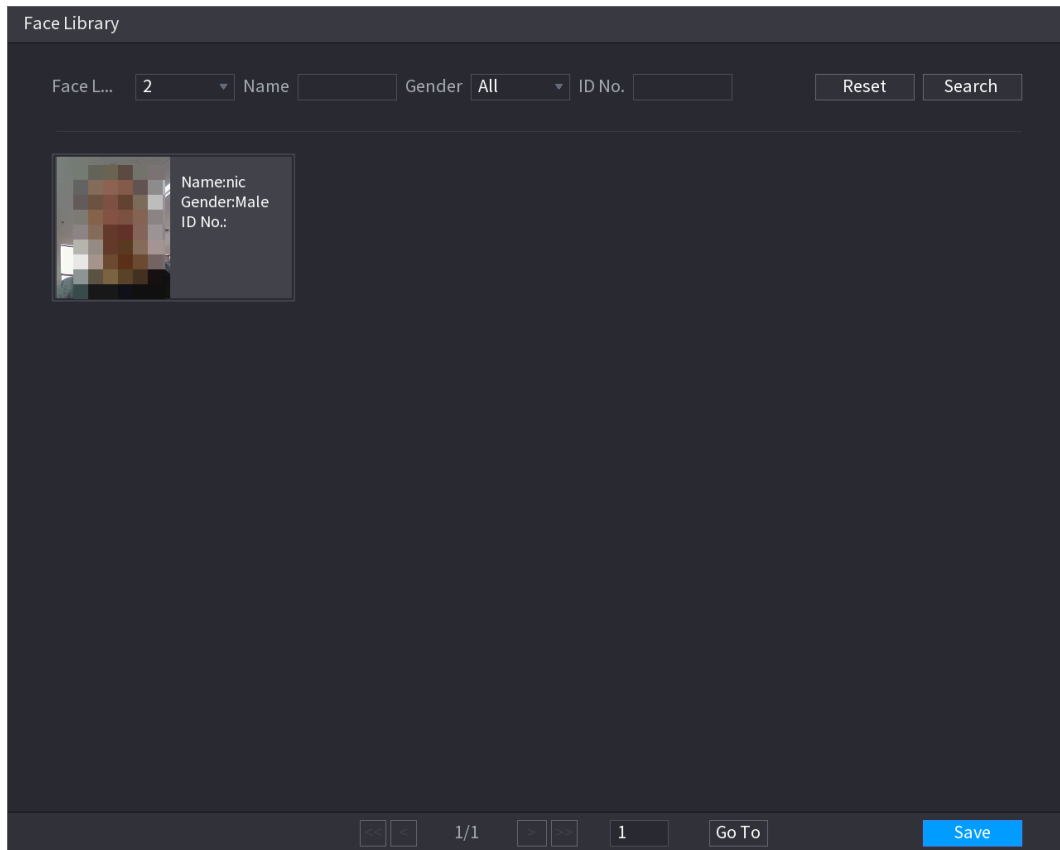 Face Library
Face L... 2 Name Gender All ID No. Reset Search
Name:nic
Gender:Male
ID No.:
<< < 1/1 > >> 1 Go To Save